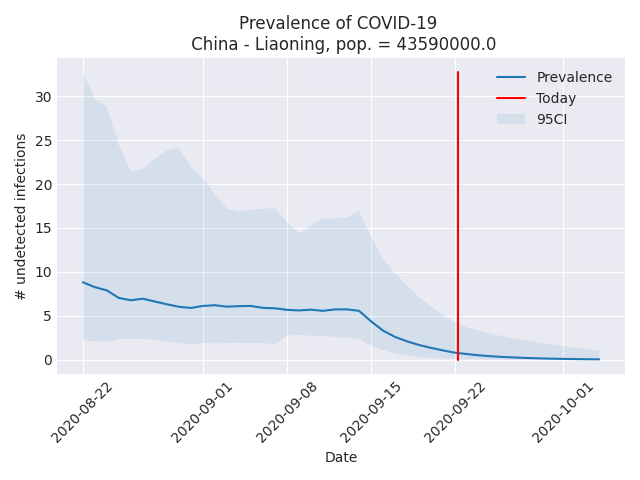 Prevalence of COVID-19
China - Liaoning, pop. = 43590000.0
Prevalence
Today
95CI
# undetected infections
30
25
20
15
10
5
0
2020-08-22
2020-09-01
2020-09-08
2020-09-15
2020-09-22
2020-10-01
Date